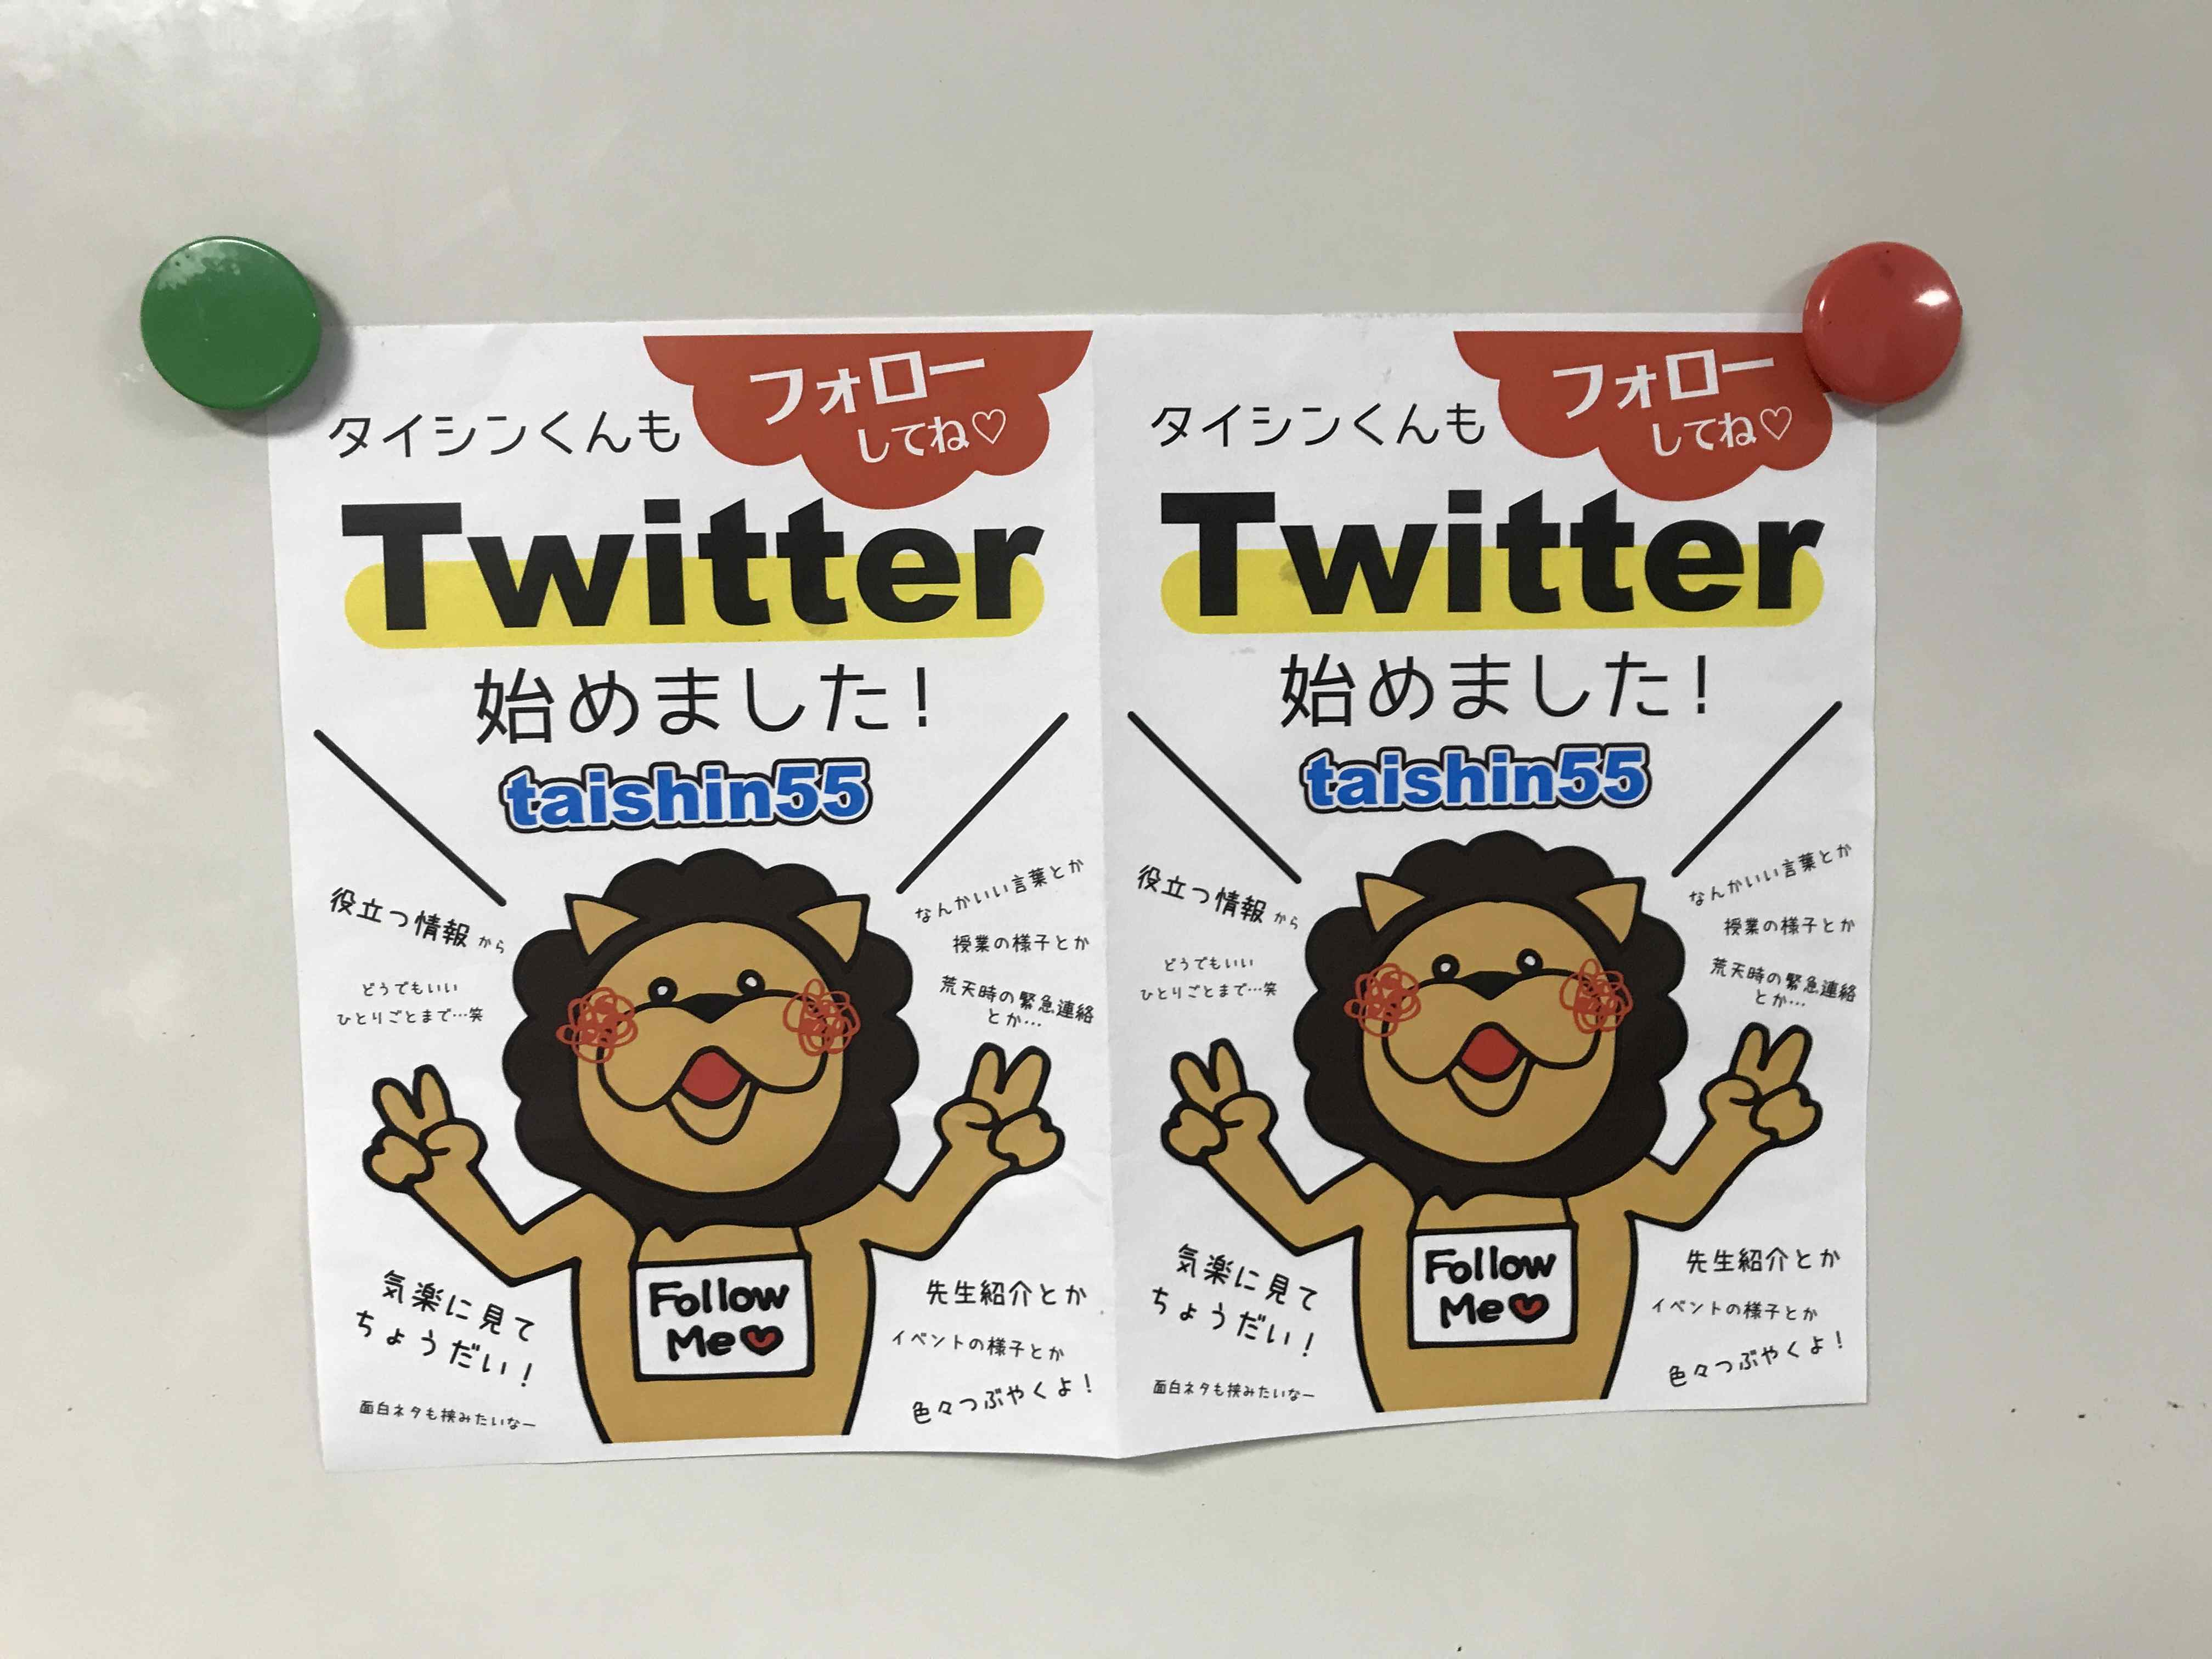 フォロー
してね♡
タイシンくんも
Twitter
始めました!
taishin55
役立つ情報から
どうでもいい
ひとりごとまで…笑
なんかいい言葉とか
授業の様子とか
荒天時の緊急連絡
とか…
Follow
Me
気楽に見て
ちょうだい!
面白ネタも挟みたいなー
先生紹介とか
イベントの様子とか
色々つぶやくよ!
フォロー
してね♡
タイシンくんも
Twitter
始めました!
taishin55
役立つ情報から
どうでもいい
ひとりごとまで…笑
なんかいい言葉とか
授業の様子とか
荒天時の緊急連絡
とか…
Follow
Me
気楽に見て
ちょうだい!
面白ネタも挟みたいなー
先生紹介とか
イベントの様子とか
色々つぶやくよ!